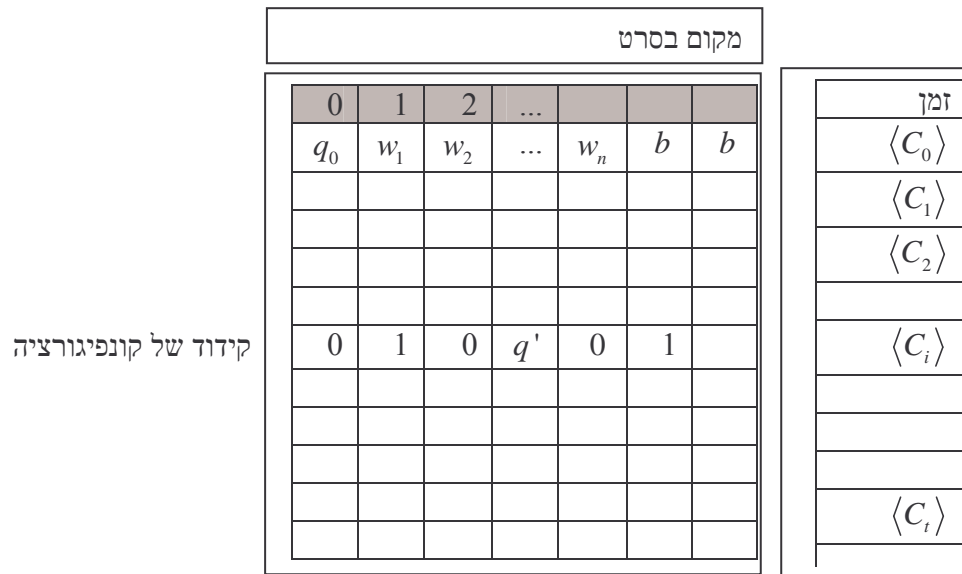 מקום בסרט
זמן
0 1 2 ...
q₀ w₁ w₂ ... wₙ b b
⟨C₀⟩
⟨C₁⟩
⟨C₂⟩
קידוד של קונפיגורציה
0 1 0 q' 0 1
⟨Cᵢ⟩
⟨Cₜ⟩